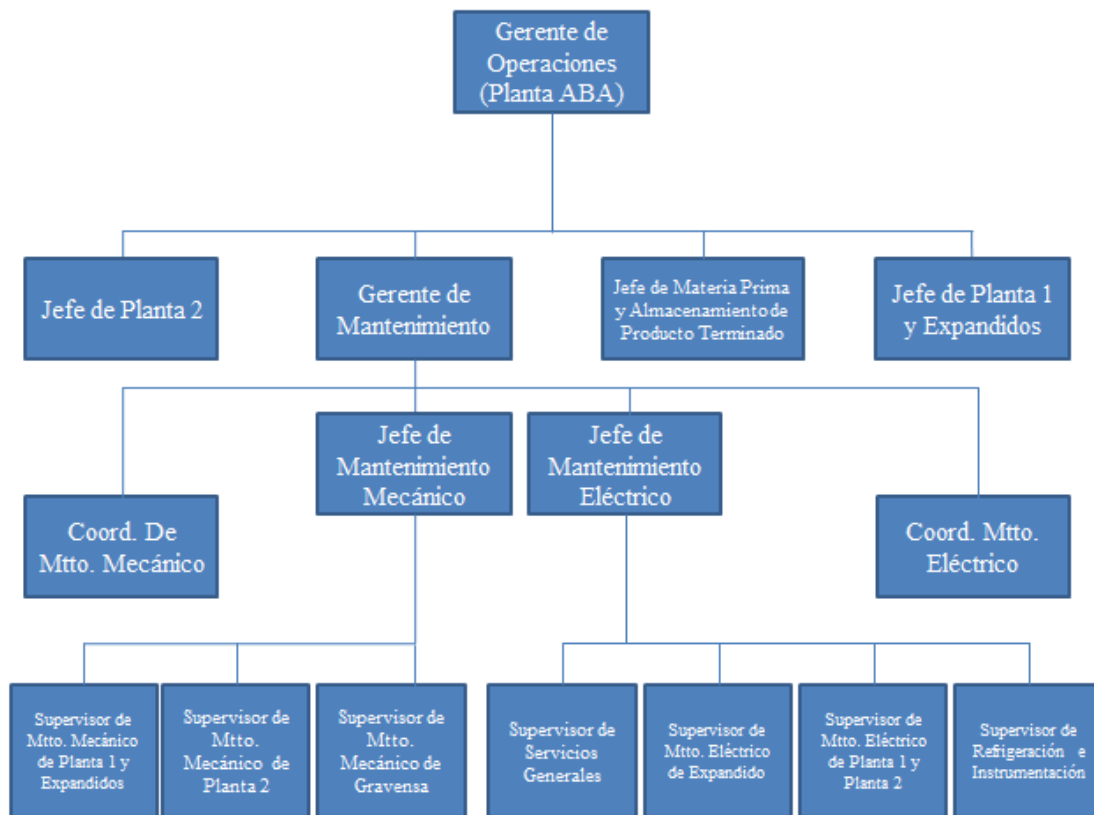 Gerente de
Operaciones
(Planta ABA)
Jefe de Planta 2
Gerente de
Mantenimiento
Jefe de Materia Prima
y Almacenamiento de
Producto Terminado
Jefe de Planta 1
y Expandidos
Jefe de
Mantenimiento
Mecánico
Jefe de
Mantenimiento
Eléctrico
Coord. De
Mtto. Mecánico
Coord. Mtto.
Eléctrico
Supervisor de
Mtto. Mecánico
de Planta 1 y
Expandidos
Supervisor de
Mtto.
Mecánico de
Planta 2
Supervisor de
Mtto.
Mecánico de
Gravensa
Supervisor de
Servicios
Generales
Supervisor de
Mtto. Eléctrico
de Expandido
Supervisor de
Mtto. Eléctrico
de Planta 1 y
Planta 2
Supervisor de
Refrigeración e
Instrumentación